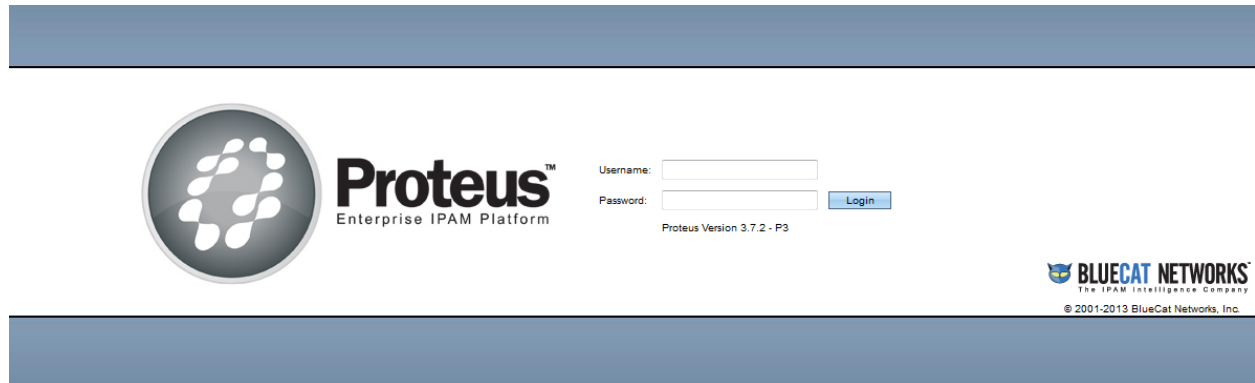 Proteus™
Enterprise IPAM Platform
Username:
Password:
Login
Proteus Version 3.7.2 - P3
BLUECAT NETWORKS™
The IPAM Intelligence Company
© 2001-2013 BlueCat Networks, Inc.